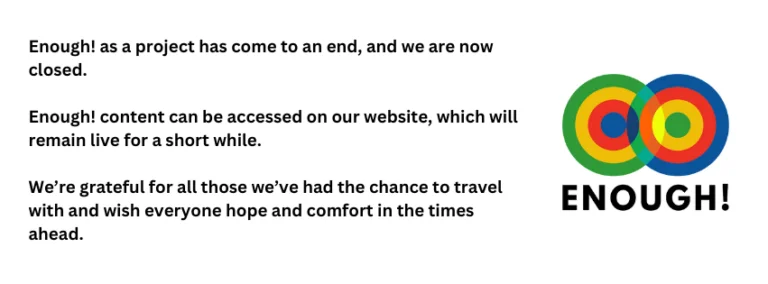 Enough! as a project has come to an end, and we are now
closed.
Enough! content can be accessed on our website, which will
remain live for a short while.
We’re grateful for all those we’ve had the chance to travel
with and wish everyone hope and comfort in the times
ahead.
ENOUGH!